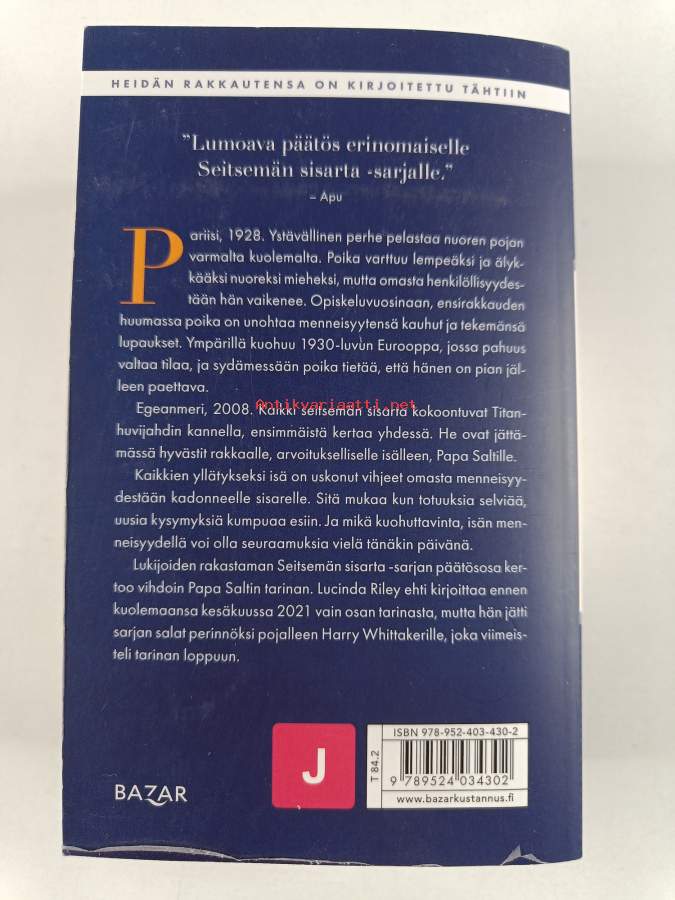 HEIDÄN RAKKAUTENSA ON KIRJOITETTU TÄHTIIN
”Lumoava päätös erinomaiselle
Seitsemän sisarta -sarjalle.”
– Apu
Pariisi, 1928. Ystävällinen perhe pelastaa nuoren pojan
varmalta kuolemalta. Poika varttuu lempeäksi ja älyk-
kääksi nuoreksi mieheksi, mutta omasta henkilöllisyydes-
tään hän vaikenee. Opiskeluvuosinaan, ensirakkauden
huumassa poika on unohtaa menneisyytensä kauhut ja tekemänsä
lupaukset. Ympärillä kuohuu 1930-luvun Eurooppa, jossa pahuus
valtaa tilaa, ja sydämessään poika tietää, että hänen on pian jäl-
leen paettava.
Antikvariaatti.net
Egeanmeri, 2008. Kaikki seitsemän sisarta kokoontuvat Titan-
huvijahdin kannella, ensimmäistä kertaa yhdessä. He ovat jättä-
mässä hyvästit rakkaalle, arvoitukselliselle isälleen, Papa Saltille.
Kaikkien yllätykseksi isä on uskonut vihjeet omasta menneisyy-
destään kadonneelle sisarelle. Sitä mukaa kun totuuksia selviää,
uusia kysymyksiä kumpuaa esiin. Ja mikä kuohuttavinta, isän men-
neisyydellä voi olla seuraamuksia vielä tänäkin päivänä.
Lukijoiden rakastaman Seitsemän sisarta -sarjan päätösosa ker-
too vihdoin Papa Saltin tarinan. Lucinda Riley ehti kirjoittaa ennen
kuolemaansa kesäkuussa 2021 vain osan tarinasta, mutta hän jätti
sarjan salat perinnöksi pojalleen Harry Whittakerille, joka viimeis-
teli tarinan loppuun.
BAZAR
J
T 84.2
ISBN 978-952-403-430-2
9 789524 034302
www.bazarkustannus.fi